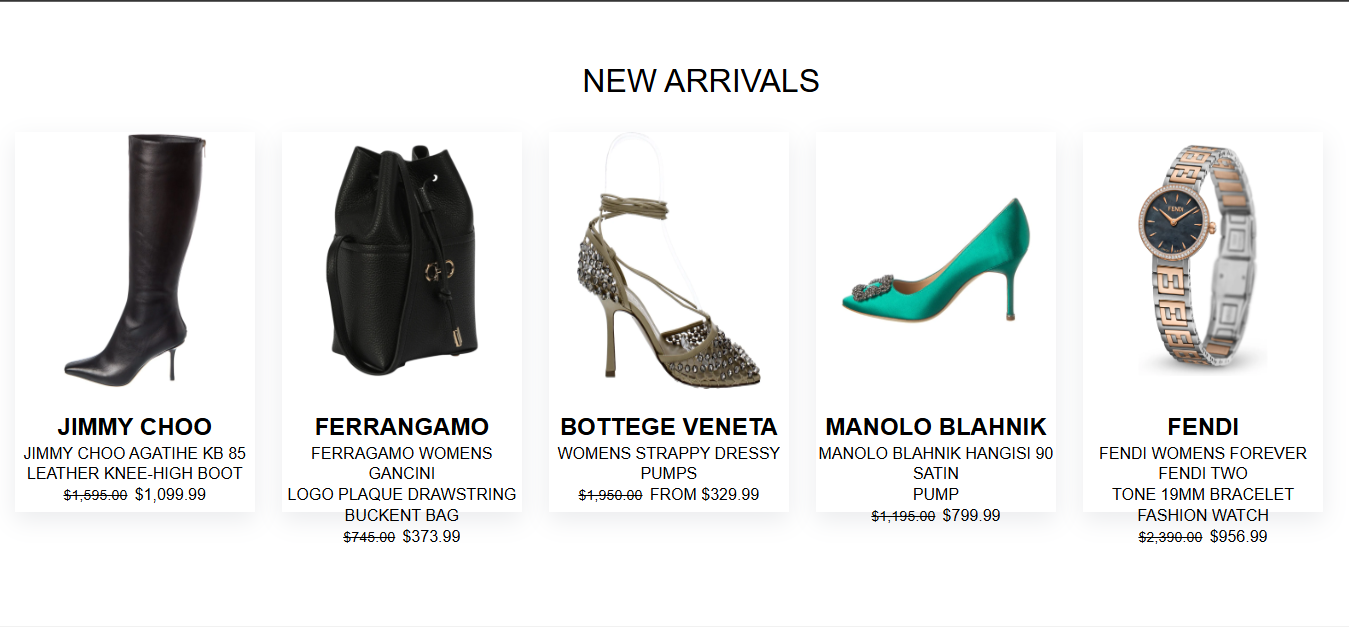 NEW ARRIVALS
JIMMY CHOO
JIMMY CHOO AGATIHE KB 85
LEATHER KNEE-HIGH BOOT
$1,595.00 $1,099.99
FERRANGAMO
FERRAGAMO WOMENS
GANCINI
LOGO PLAQUE DRAWSTRING
BUCKENT BAG
$745.00 $373.99
BOTTEGE VENETA
WOMENS STRAPPY DRESSY
PUMPS
$1,950.00 FROM $329.99
MANOLO BLAHNIK
MANOLO BLAHNIK HANGISI 90
SATIN
PUMP
$1,195.00 $799.99
FENDI
FENDI
FENDI WOMENS FOREVER
FENDI TWO
TONE 19MM BRACELET
FASHION WATCH
$2,390.00 $956.99